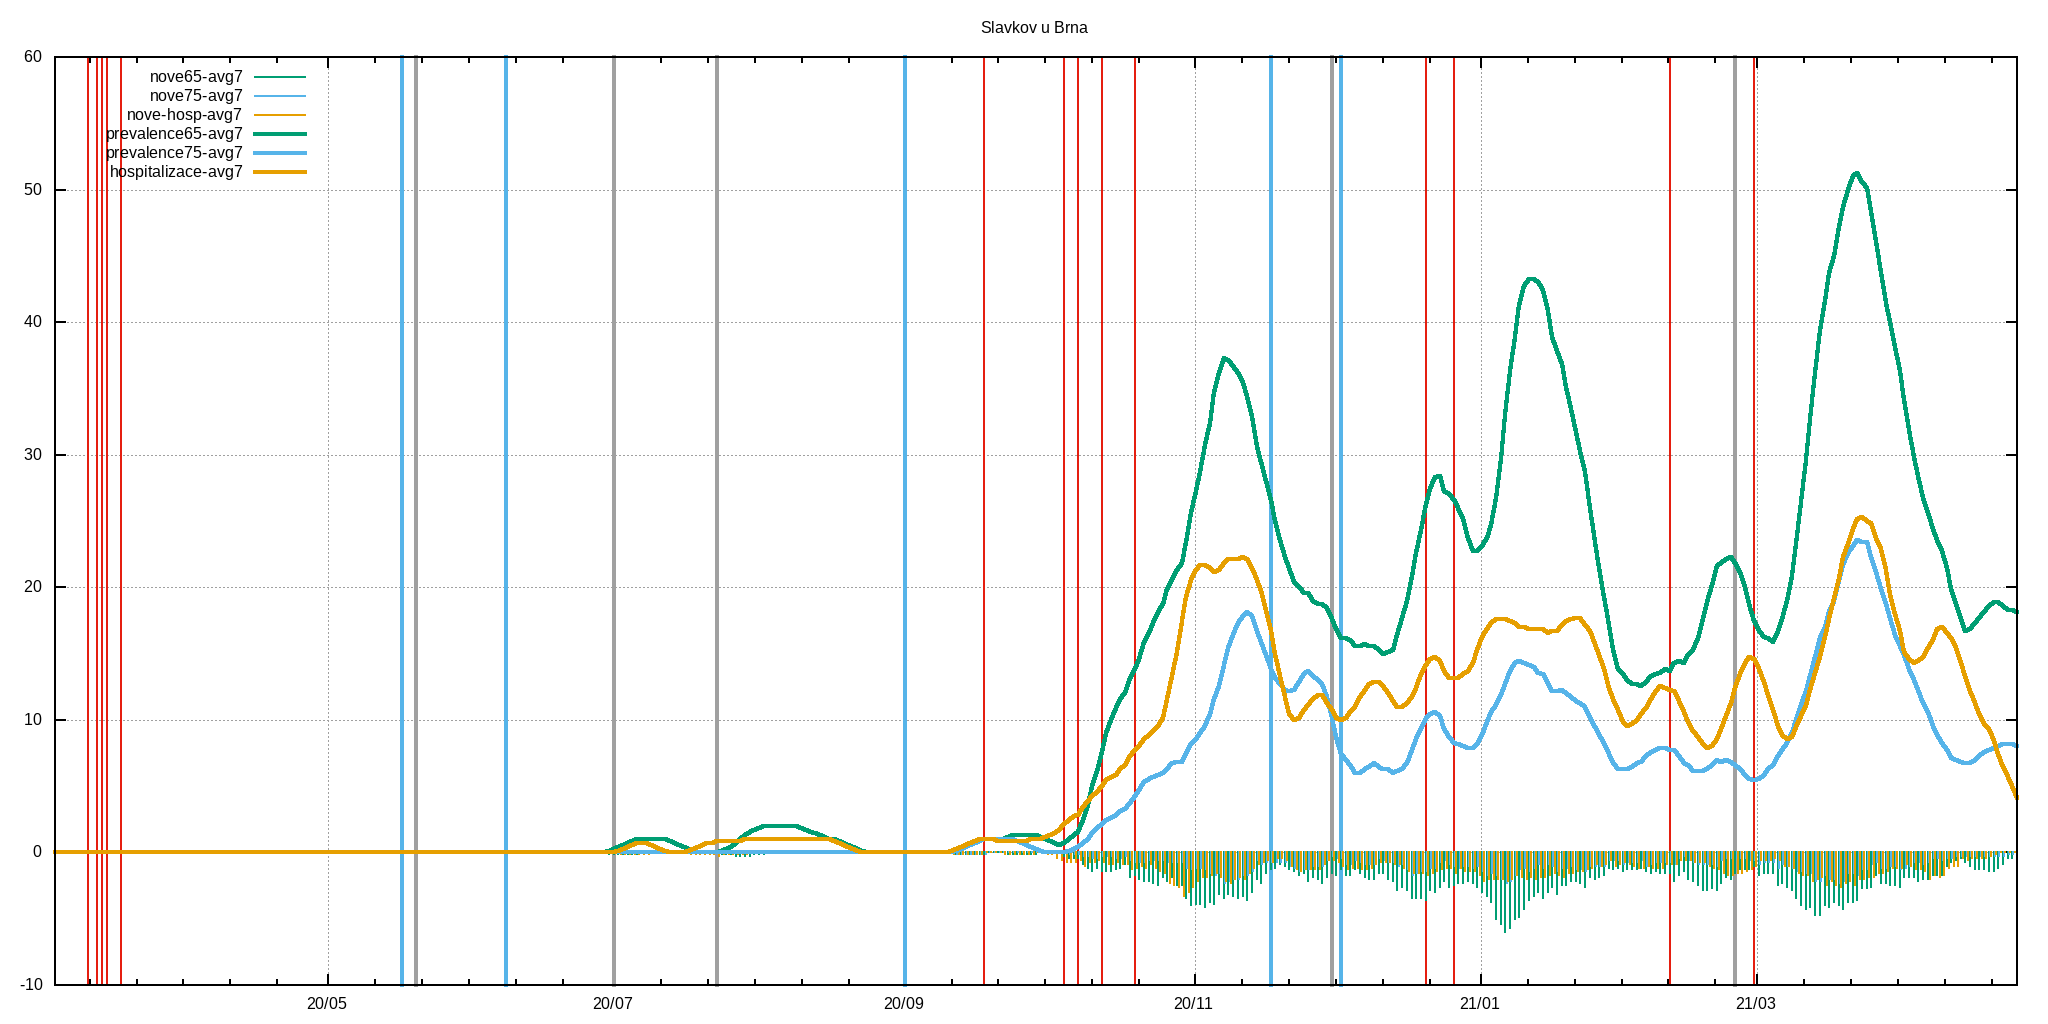 Slavkov u Brna
60
50
40
30
20
10
0
-10
nove65-avg7
nove75-avg7
nove-hosp-avg7
prevalence65-avg7
prevalence75-avg7
hospitalizace-avg7
20/05
20/07
20/09
20/11
21/01
21/03